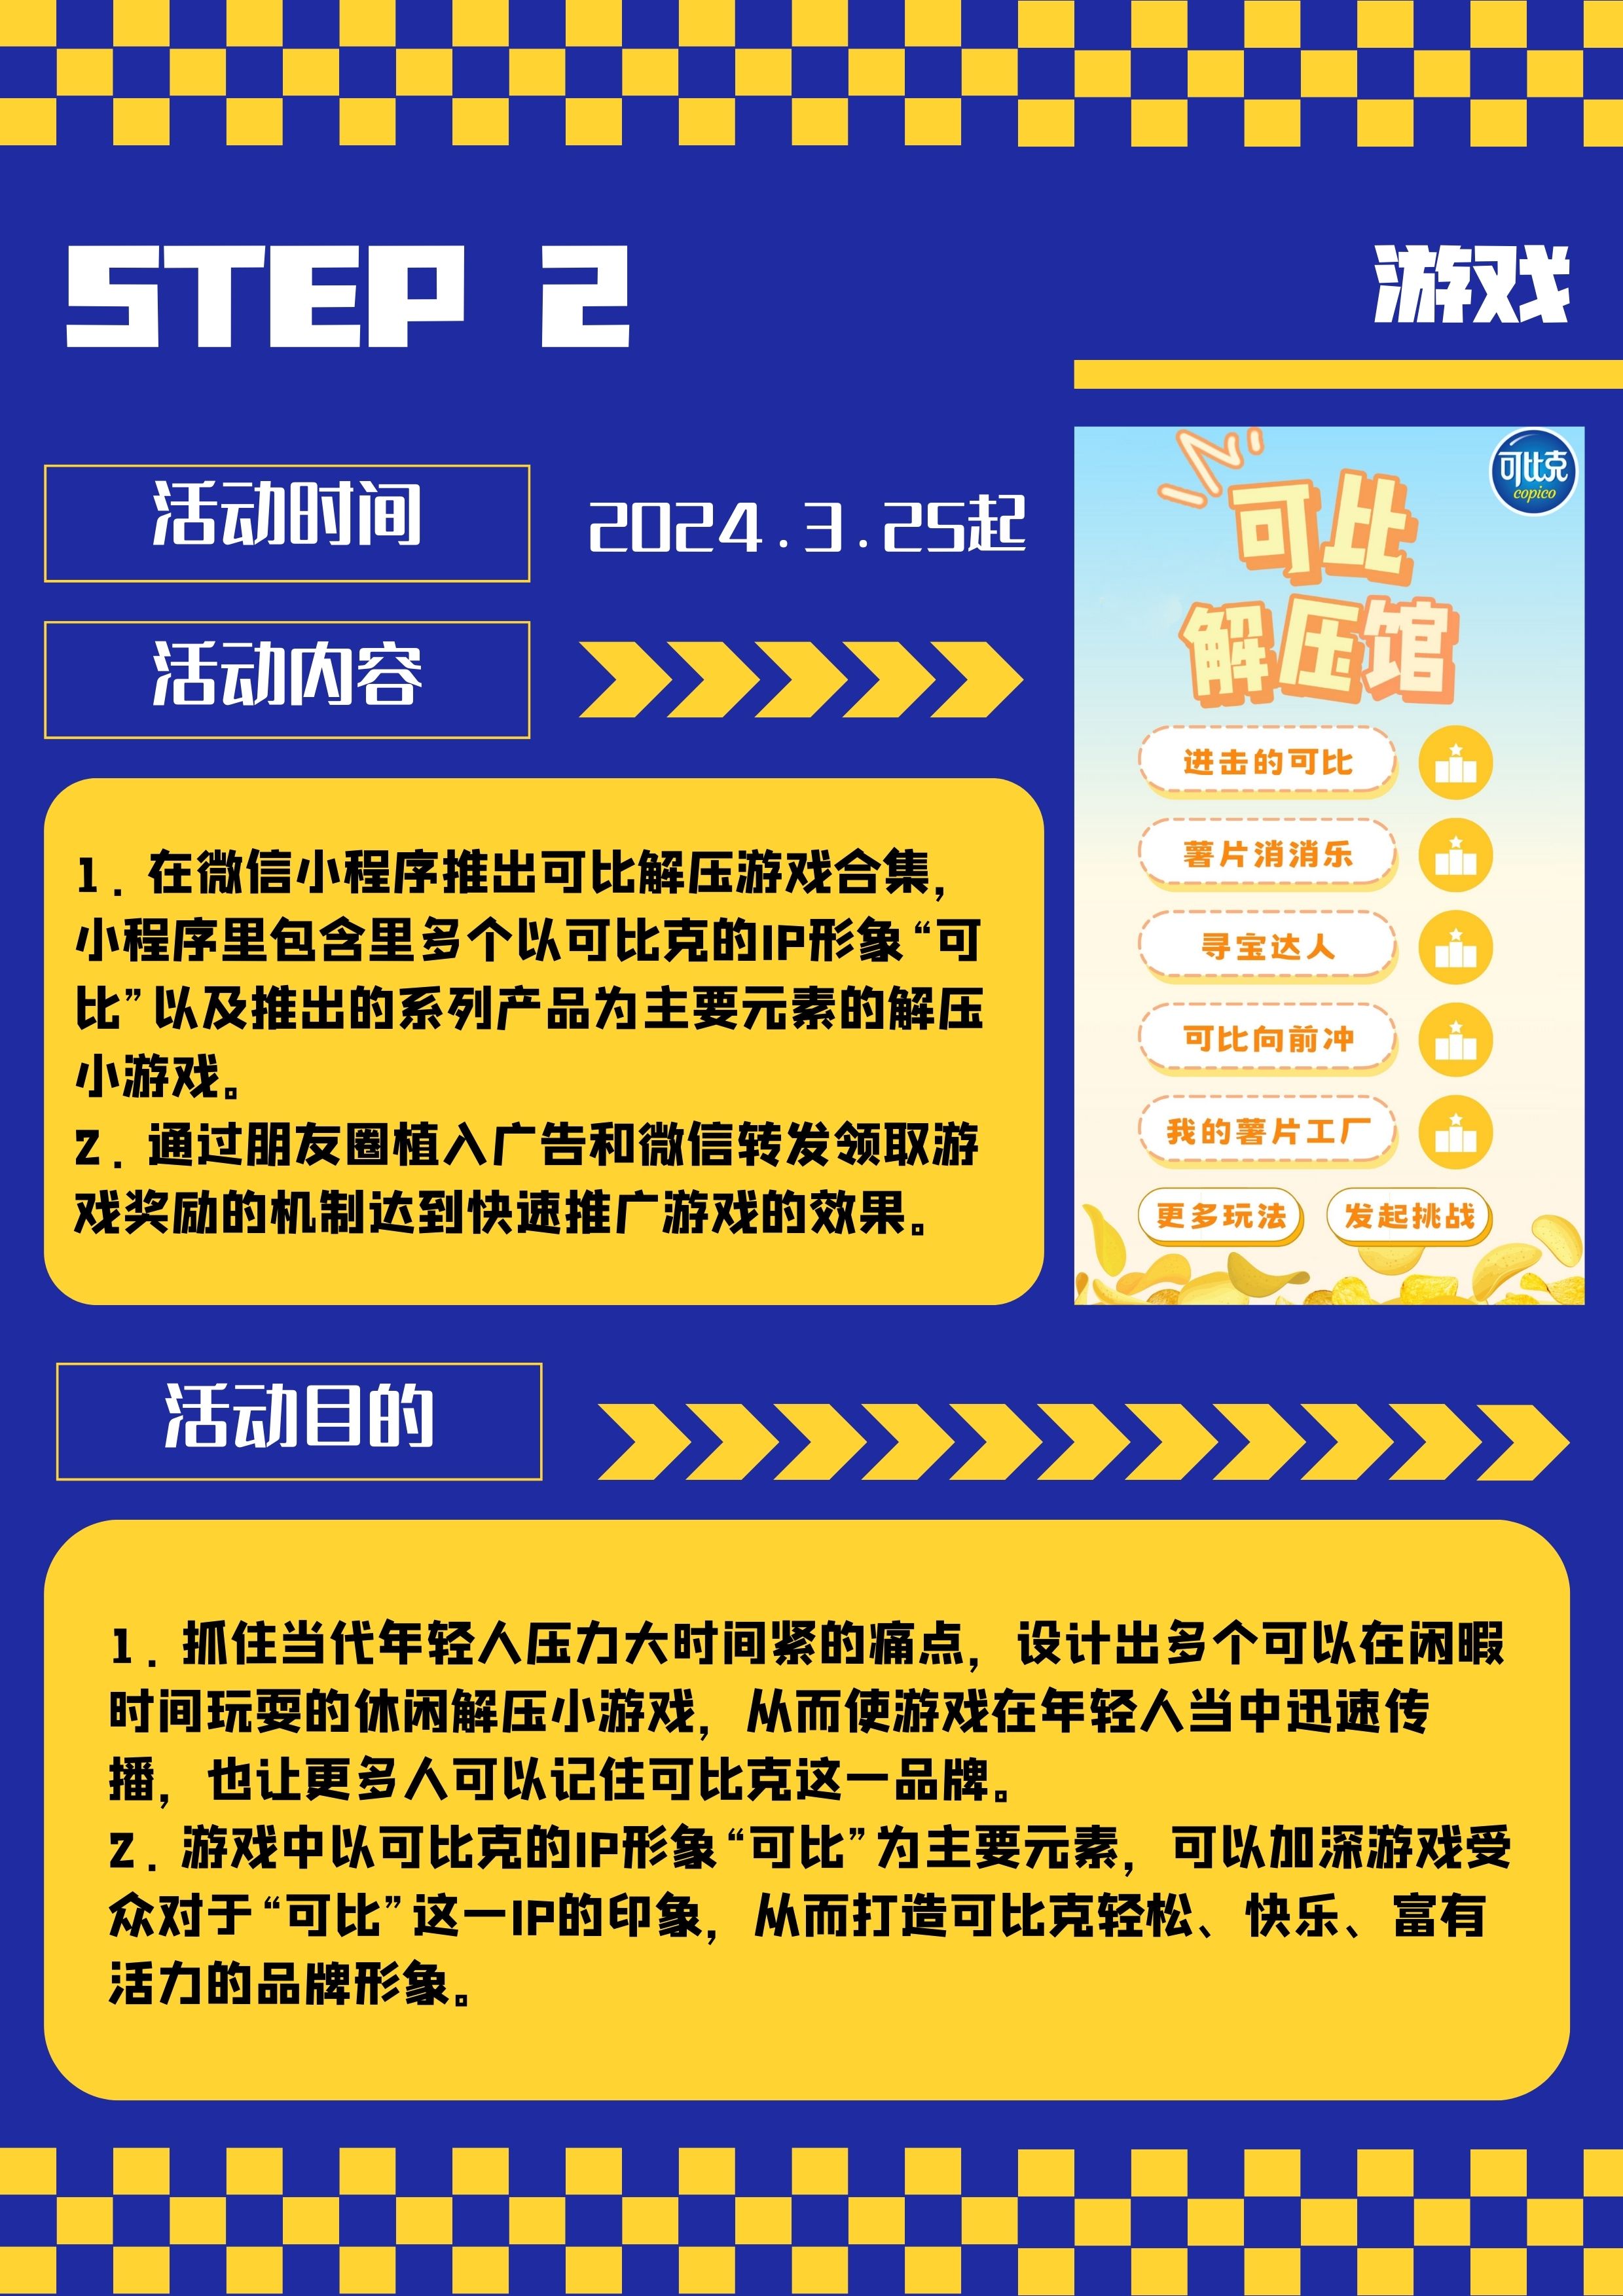 STEP 2
游戏
活动时间
2024.3.25起
活动内容
1. 在微信小程序推出可比解压游戏合集，
小程序里包含里多个以可比克的IP形象“可
比”以及推出的系列产品为主要元素的解压
小游戏。
2. 通过朋友圈植入广告和微信转发领取游
戏奖励的机制达到快速推广游戏的效果。
可比克
copico
可比
解压馆
进击的可比
薯片消消乐
寻宝达人
可比向前冲
我的薯片工厂
更多玩法
发起挑战
活动目的
1. 抓住当代年轻人压力大时间紧的痛点，设计出多个可以在闲暇
时间玩耍的休闲解压小游戏，从而使游戏在年轻人当中迅速传
播，也让更多人可以记住可比克这一品牌。
2. 游戏中以可比克的IP形象“可比”为主要元素，可以加深游戏受
众对于“可比”这一IP的印象，从而打造可比克轻松、快乐、富有
活力的品牌形象。